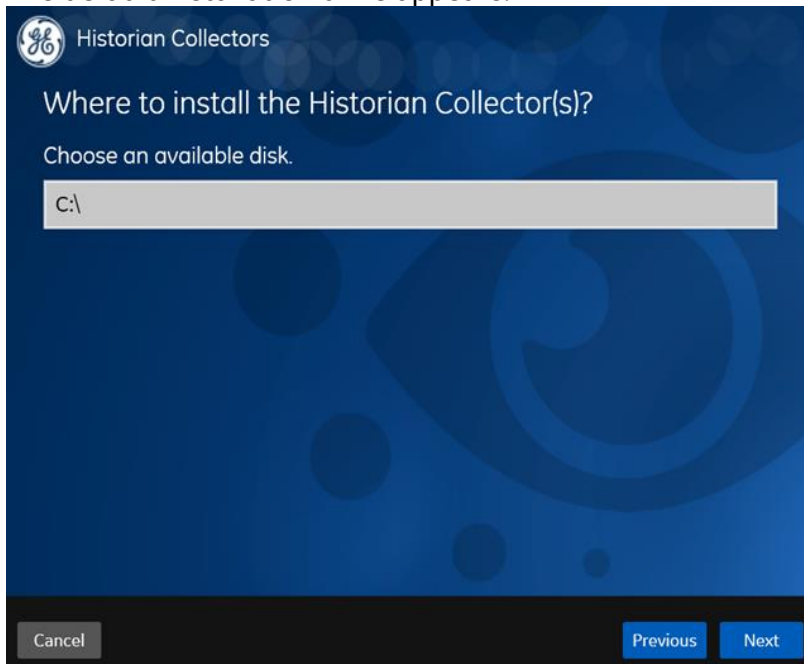 Historian Collectors
Where to install the Historian Collector(s)?
Choose an available disk.
C:\
Cancel
Previous
Next